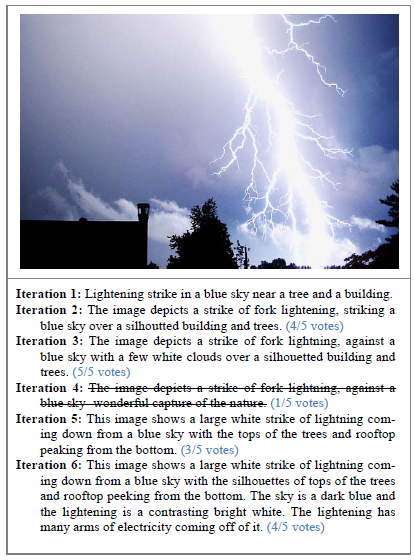 Iteration 1: Lightening strike in a blue sky near a tree and a building.
Iteration 2: The image depicts a strike of fork lightening, striking a
blue sky over a silhoutted building and trees. (4/5 votes)
Iteration 3: The image depicts a strike of fork lightning, against a
blue sky with a few white clouds over a silhouetted building and
trees. (5/5 votes)
Iteration 4: The image depicts a strike of fork lightning, against a
blue sky- wonderful capture of the nature. (1/5 votes)
Iteration 5: This image shows a large white strike of lightning com-
ing down from a blue sky with the tops of the trees and rooftop
peaking from the bottom. (3/5 votes)
Iteration 6: This image shows a large white strike of lightning com-
ing down from a blue sky with the silhouettes of tops of the trees
and rooftop peeking from the bottom. The sky is a dark blue and
the lightening is a contrasting bright white. The lightening has
many arms of electricity coming off of it. (4/5 votes)